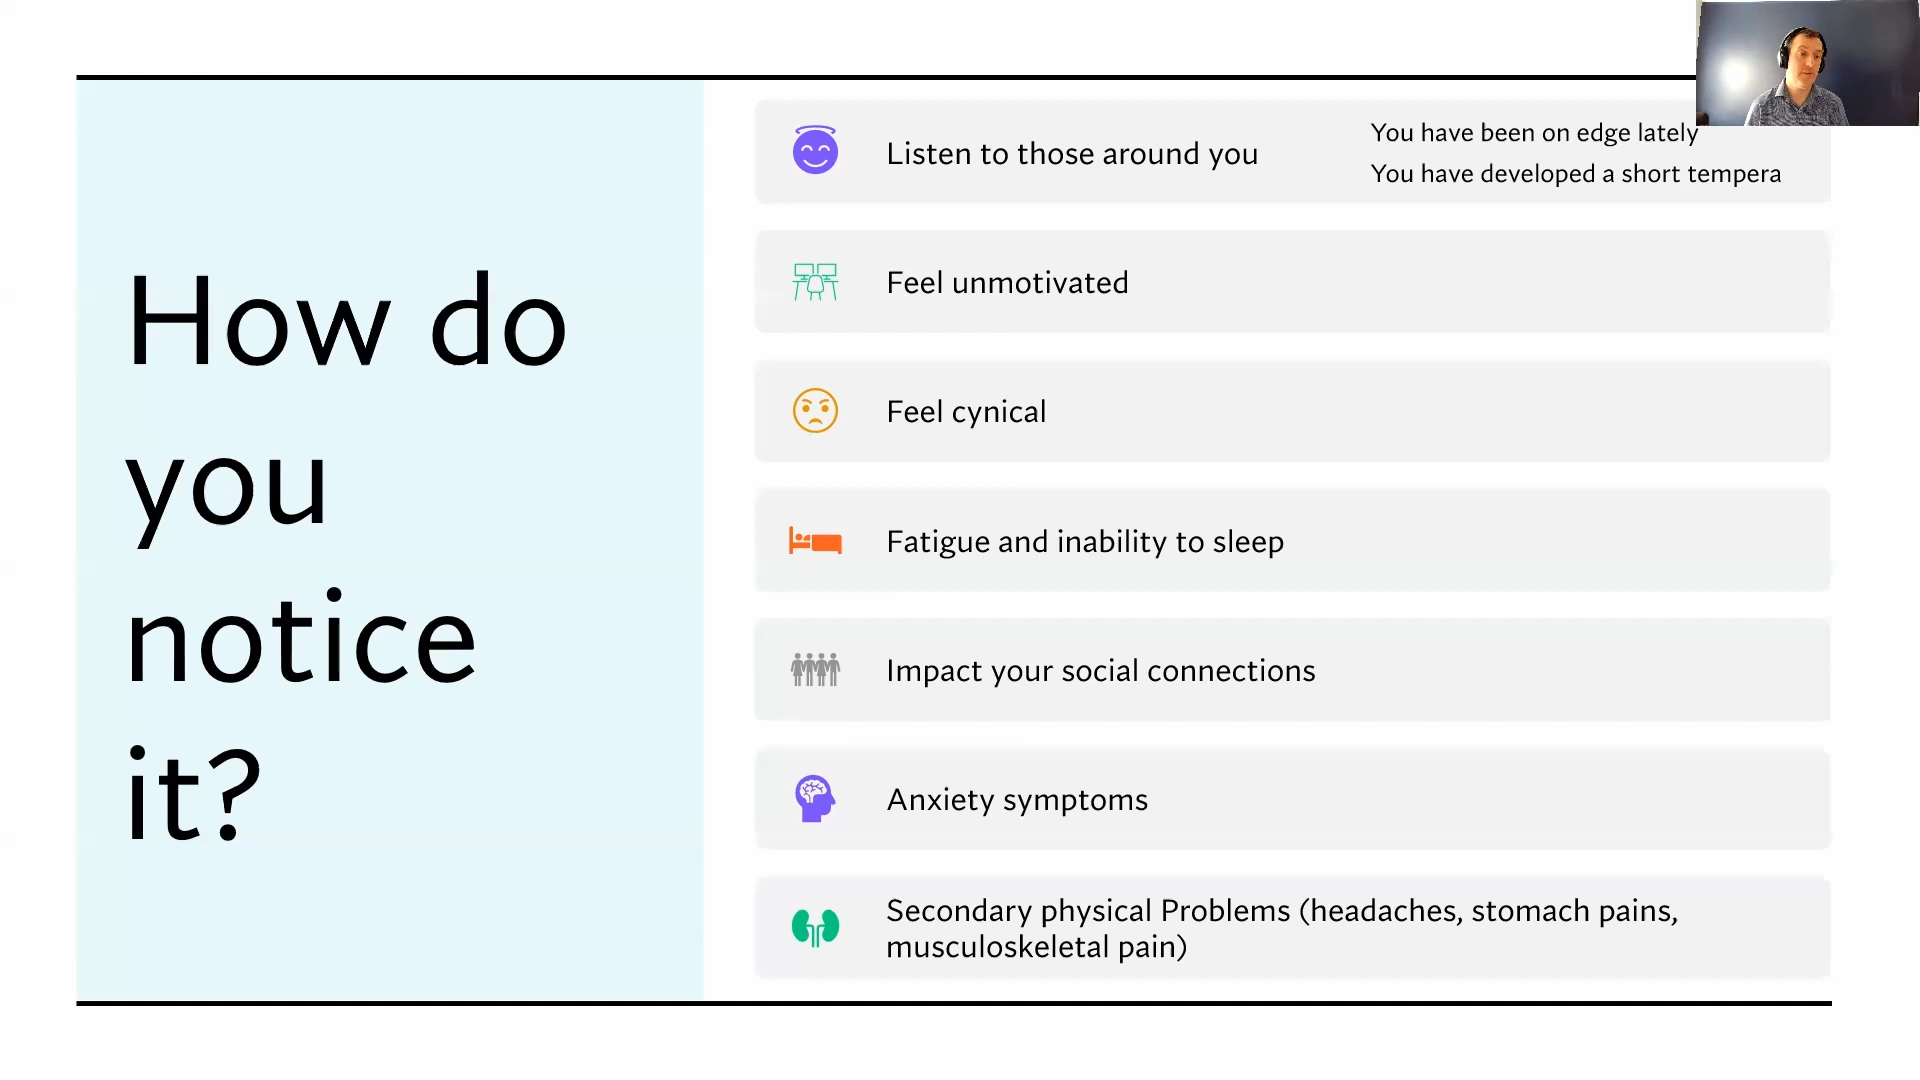 How do
you
notice
it?
Listen to those around you
You have been on edge lately
You have developed a short tempera
Feel unmotivated
Feel cynical
Fatigue and inability to sleep
Impact your social connections
Anxiety symptoms
Secondary physical Problems (headaches, stomach pains,
musculoskeletal pain)